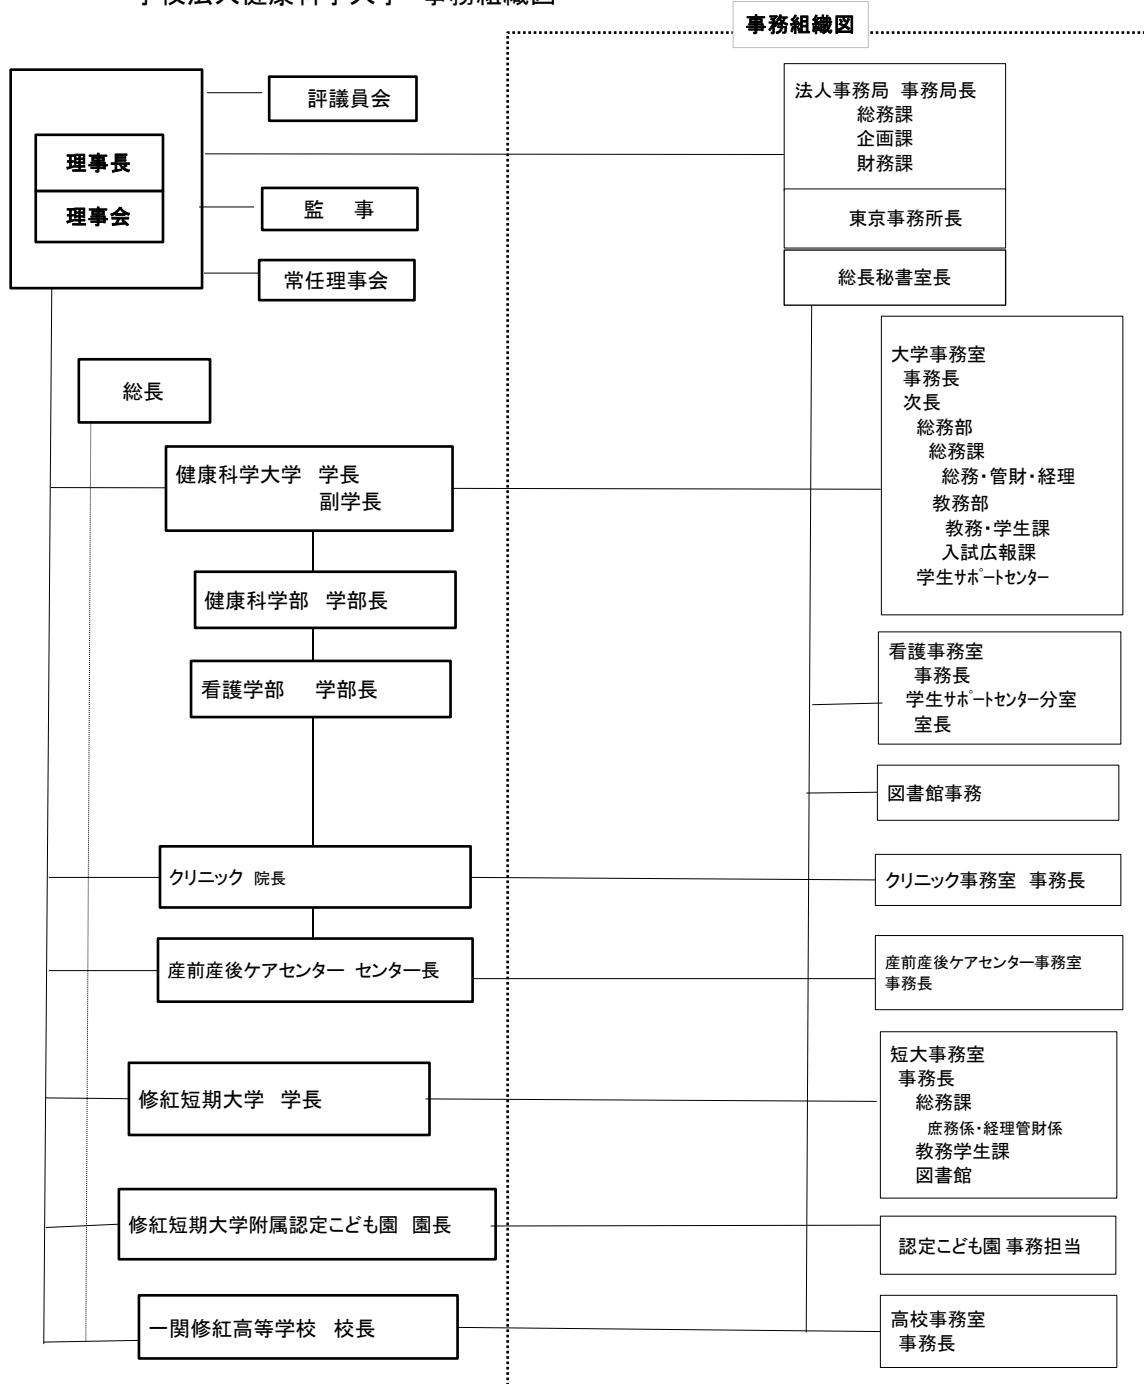 学校法人健康科学大学 事務組織図
事務組織図
評議員会
理事長
理事会
監　事
常任理事会
法人事務局 事務局長
総務課
企画課
財務課
東京事務所長
総長秘書室長
総長
健康科学大学 学長
副学長
健康科学部 学部長
看護学部 学部長
クリニック 院長
産前産後ケアセンター センター長
修紅短期大学 学長
修紅短期大学附属認定こども園 園長
一関修紅高等学校 校長
大学事務室
事務長
次長
総務部
総務課
総務・管財・経理
教務部
教務・学生課
入試広報課
学生ｻﾎﾟｰﾄｾﾝﾀｰ
看護事務室
事務長
学生ｻﾎﾟｰﾄｾﾝﾀｰ分室
室長
図書館事務
クリニック事務室 事務長
産前産後ケアセンター事務室
事務長
短大事務室
事務長
総務課
庶務係・経理管財係
教務学生課
図書館
認定こども園 事務担当
高校事務室
事務長